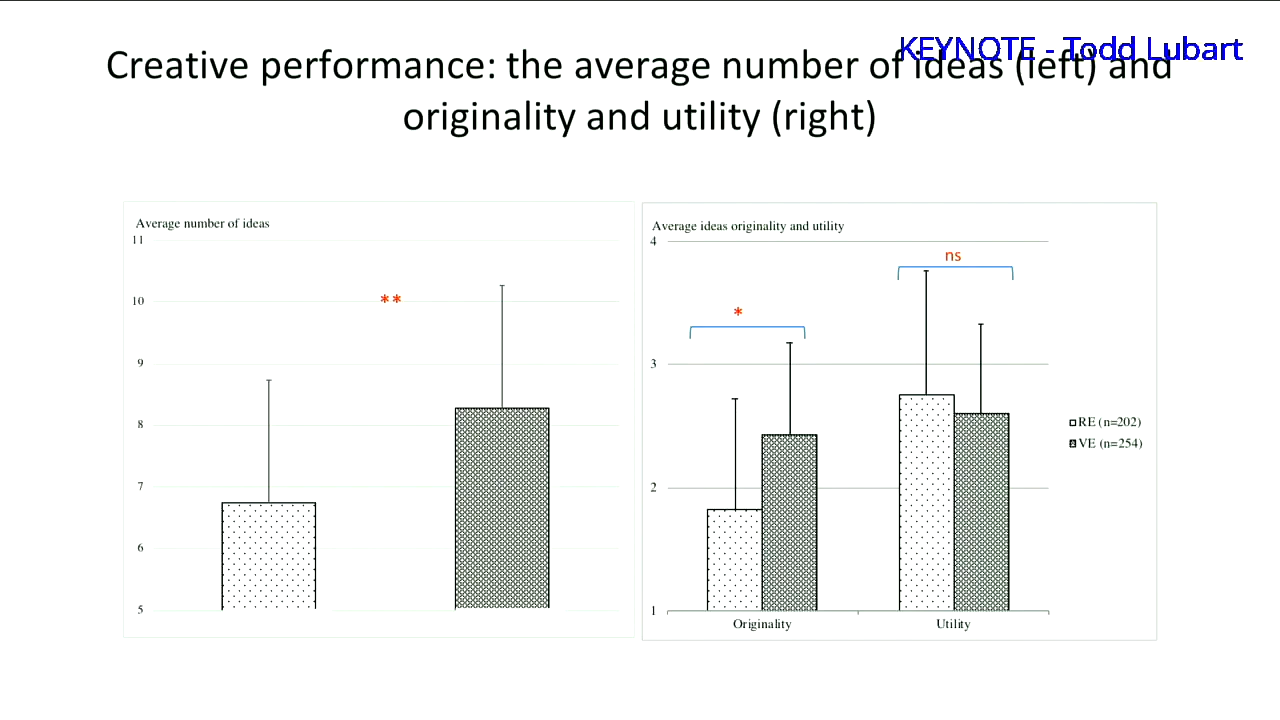 KEYNOTE - Todd Lubart
Creative performance: the average number of ideas (left) and
originality and utility (right)
Average number of ideas
11
10
9
8
7
6
5
**
Average ideas originality and utility
4
3
2
1
*
ns
Originality
Utility
RE (n=202)
VE (n=254)